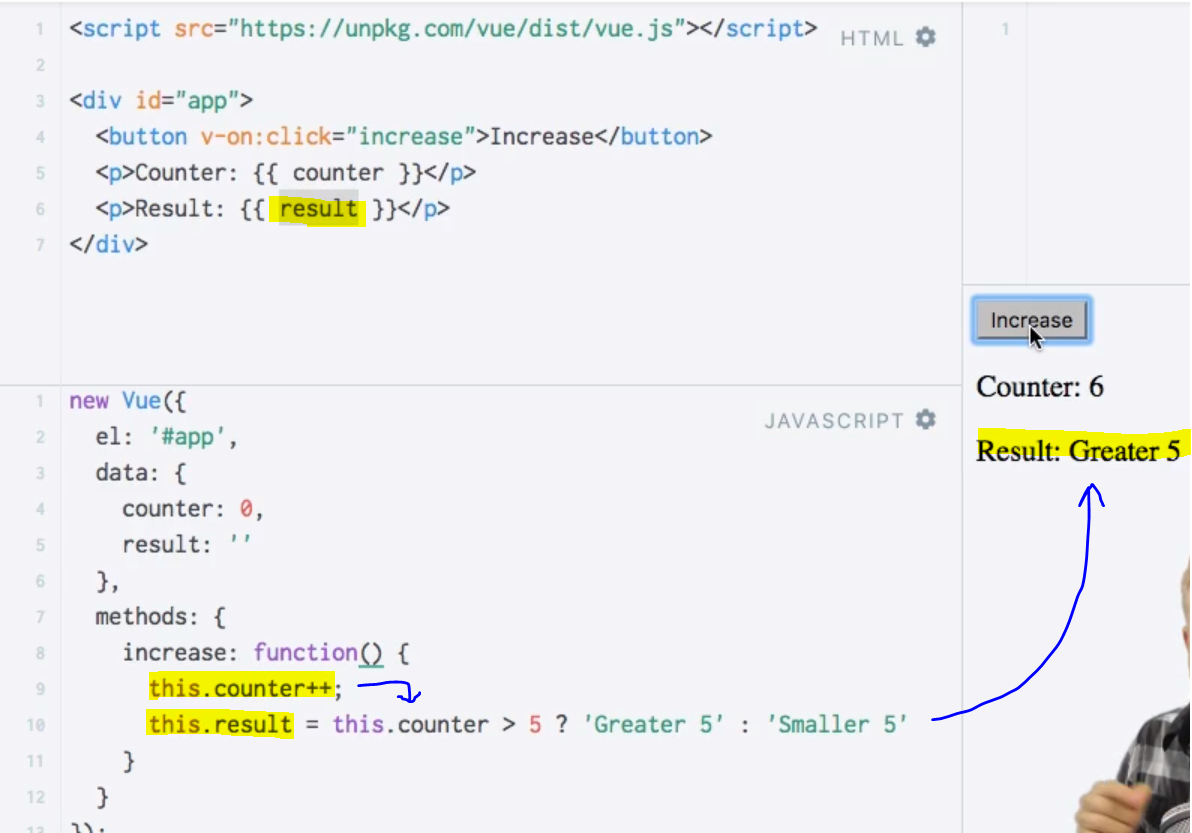 1 <script src="https://unpkg.com/vue/dist/vue.js"></script>
HTML
2
3 <div id="app">
4 <button v-on:click="increase">Increase</button>
5 <p>Counter: {{ counter }}</p>
6 <p>Result: {{ result }}</p>
7 </div>
1 new Vue({
JAVASCRIPT
2 el: '#app',
3 data: {
4 counter: 0,
5 result: ''
6 },
7 methods: {
8 increase: function() {
9 this.counter++;
10 this.result = this.counter > 5 ? 'Greater 5' : 'Smaller 5'
11 }
12 }
13 });
1
Increase
Counter: 6
Result: Greater 5